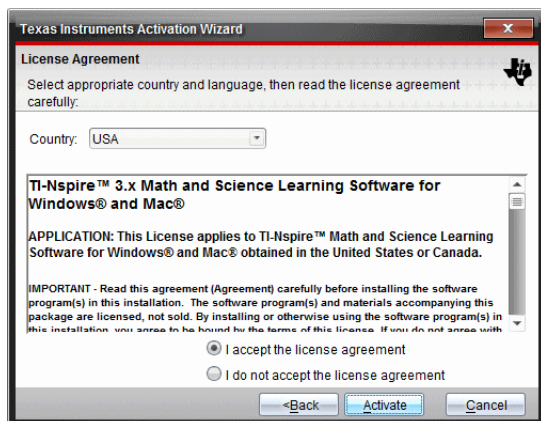 Texas Instruments Activation Wizard
License Agreement
Select appropriate country and language, then read the license agreement
carefully:
Country: USA
TI-Nspire™ 3.x Math and Science Learning Software for
Windows® and Mac®
APPLICATION: This License applies to TI-Nspire™ Math and Science Learning
Software for Windows® and Mac® obtained in the United States or Canada.
IMPORTANT - Read this agreement (Agreement) carefully before installing the software
program(s) in this installation. The software program(s) and materials accompanying this
package are licensed, not sold. By installing or otherwise using the software program(s) in
this installation, you agree to be bound by the terms of this license. If you do not agree with
I accept the license agreement
I do not accept the license agreement
<Back Activate Cancel